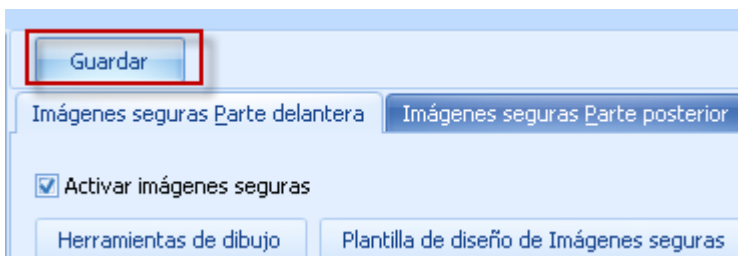 Guardar
Imágenes seguras Parte delantera Imágenes seguras Parte posterior
Activar imágenes seguras
Herramientas de dibujo Plantilla de diseño de Imágenes seguras